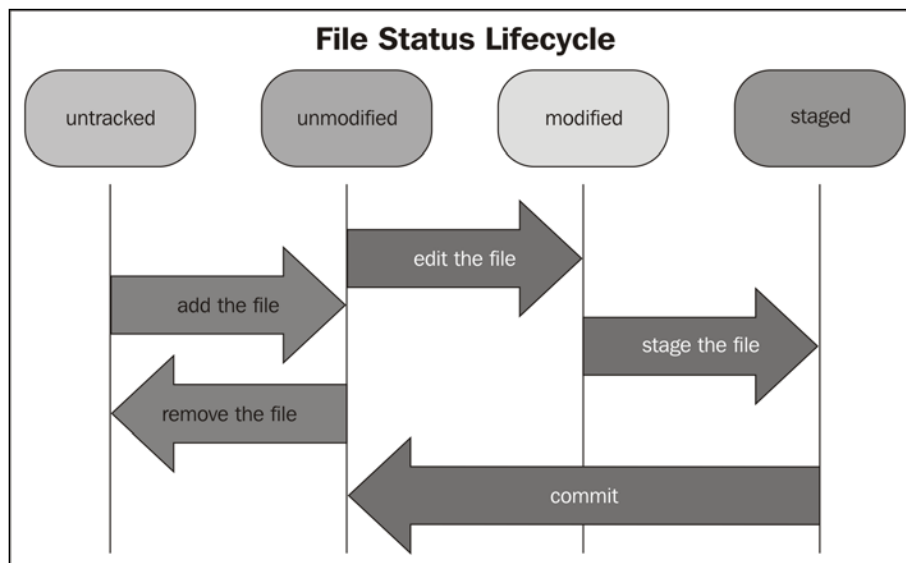 File Status Lifecycle
untracked
unmodified
modified
staged
edit the file
add the file
stage the file
remove the file
commit